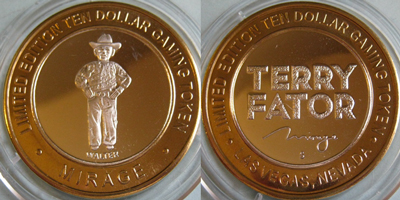 LIMITED EDITION TEN DOLLAR GAMING TOKEN
WALTER
MIRAGE
LIMITED EDITION TEN DOLLAR GAMING TOKEN
TERRY
FATOR
Mirage
LAS VEGAS, NEVADA